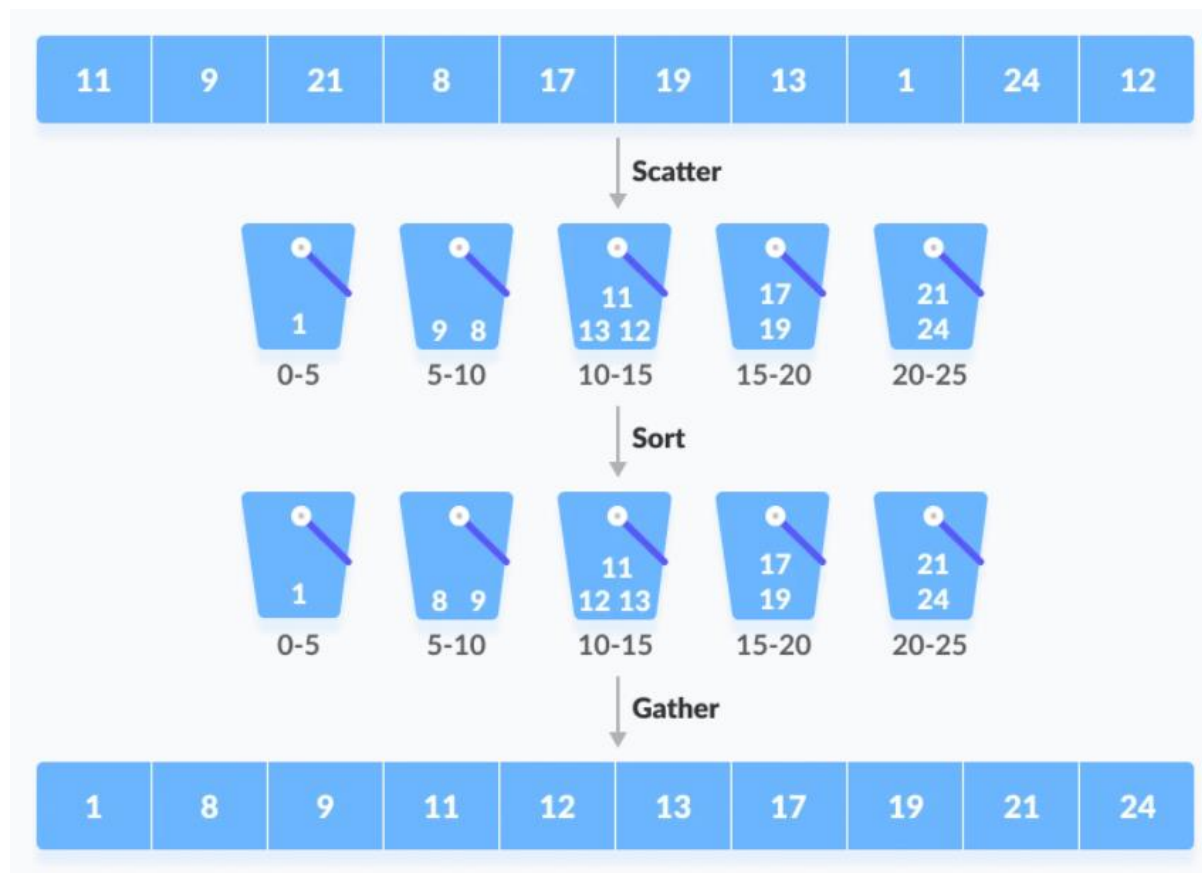 11 9 21 8 17 19 13 1 24 12
Scatter
11 17 21
1 9 8 13 12 19 24
0-5 5-10 10-15 15-20 20-25
Sort
11 17 21
1 8 9 12 13 19 24
0-5 5-10 10-15 15-20 20-25
Gather
1 8 9 11 12 13 17 19 21 24